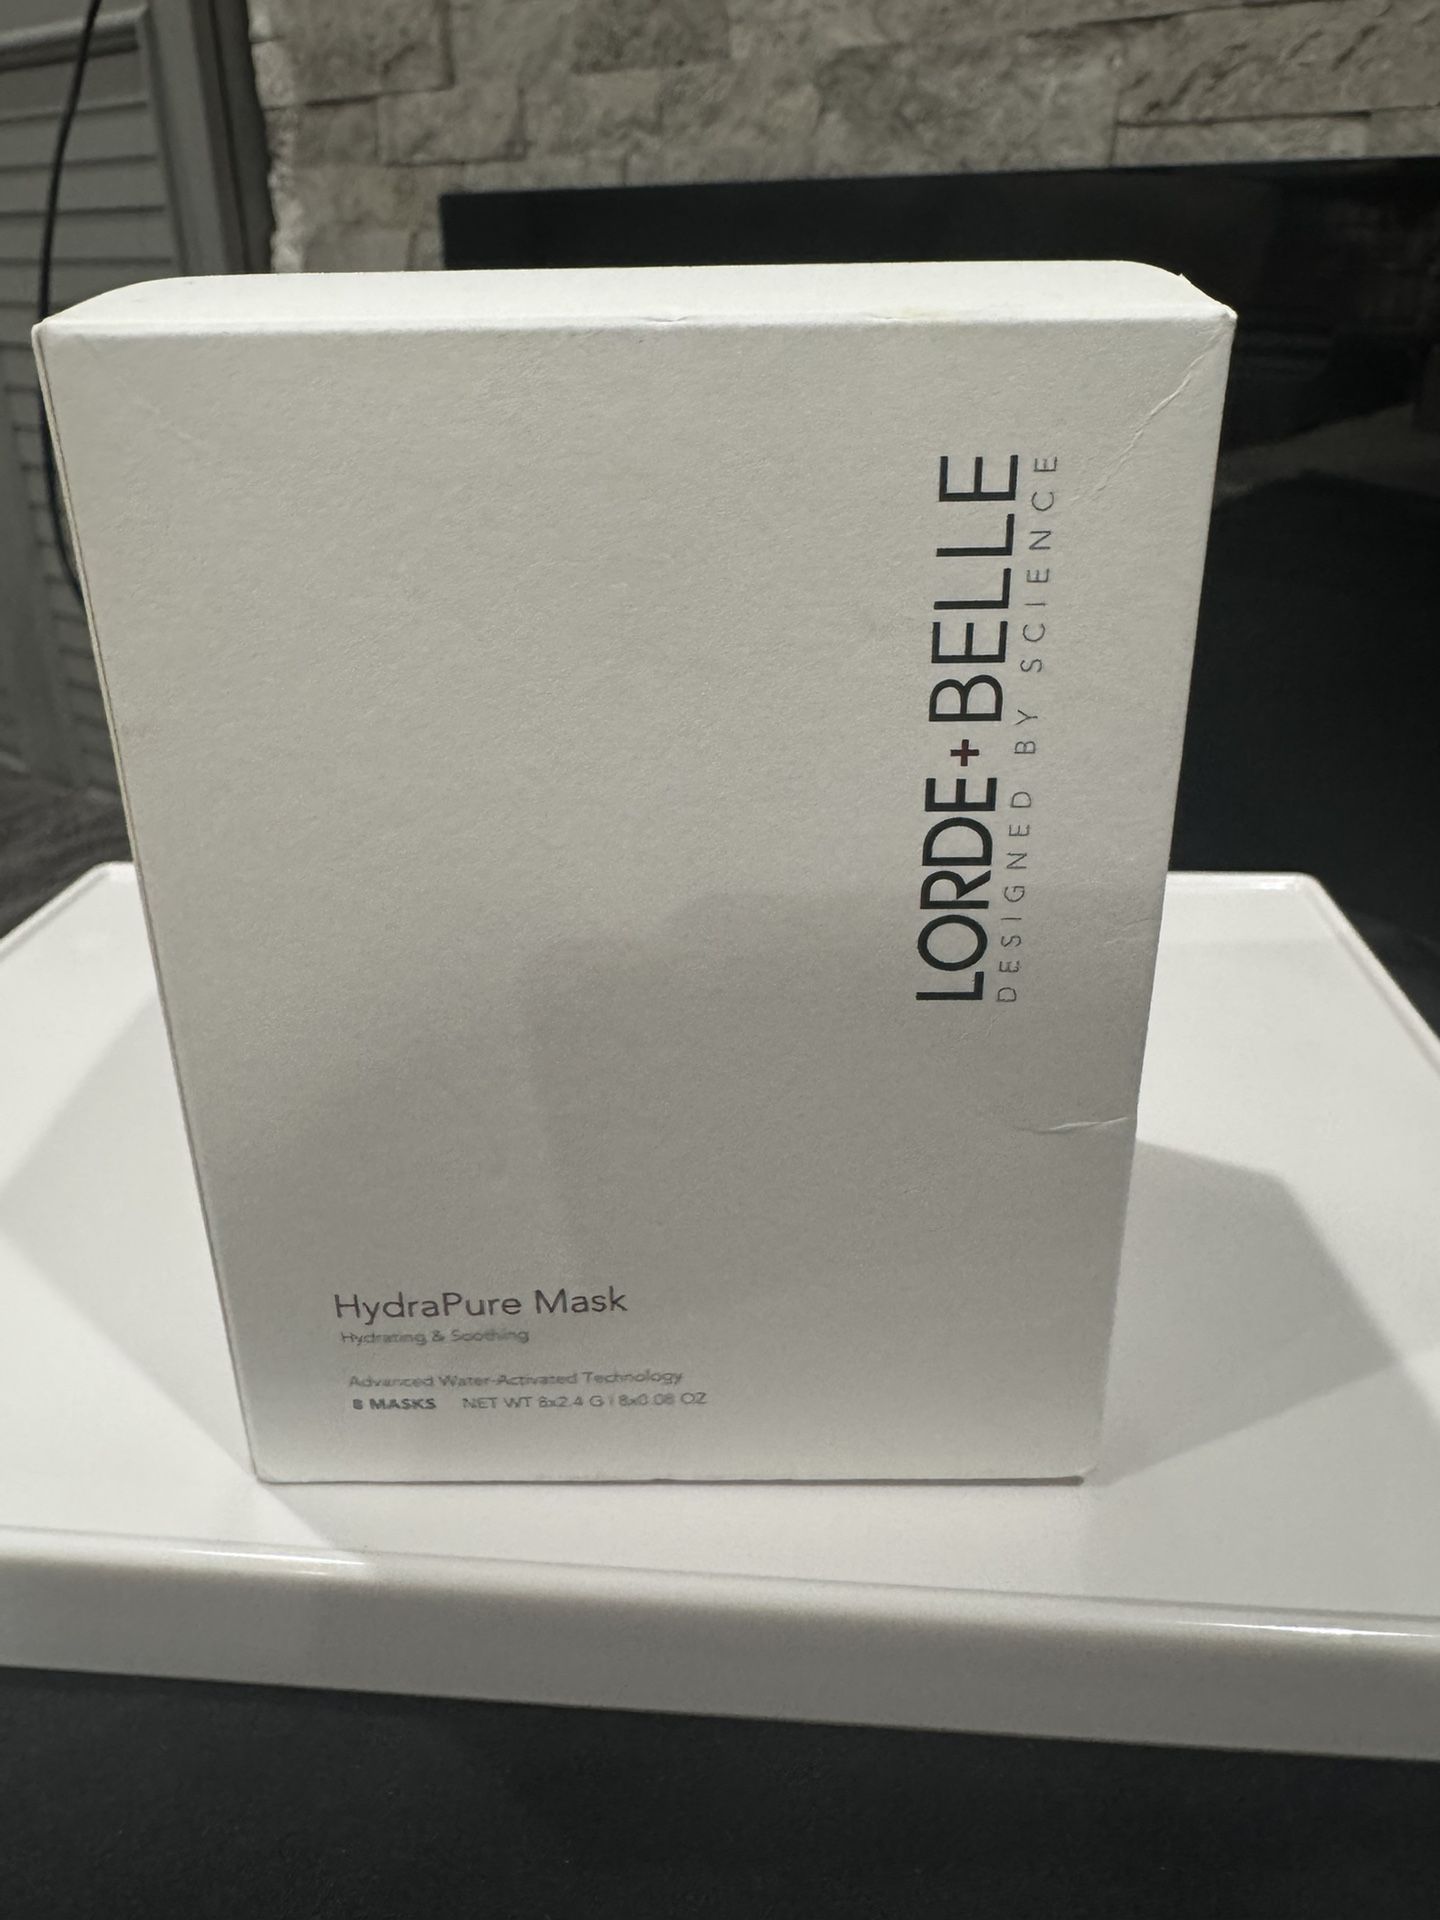 LORDE+BELLE
DESIGNED BY SCIENCE
HydraPure Mask
Hydrating & Soothing
Advanced Water-Activated Technology
8 MASKS NET WT 8x2.4 G / 8x0.08 OZ